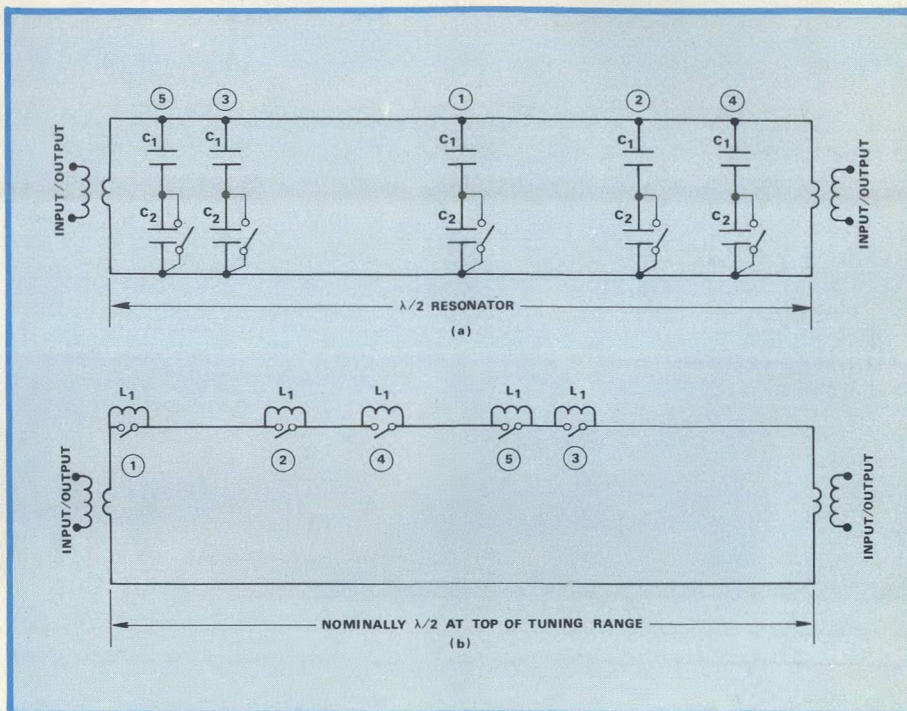 5 3 1 2 4
C1 C1 C1 C1 C1
INPUT/OUTPUT
INPUT/OUTPUT
C2 C2 C2 C2 C2
λ/2 RESONATOR
(a)
L1 L1 L1 L1 L1
1 2 4 5 3
INPUT/OUTPUT
INPUT/OUTPUT
NOMINALLY λ/2 AT TOP OF TUNING RANGE
(b)